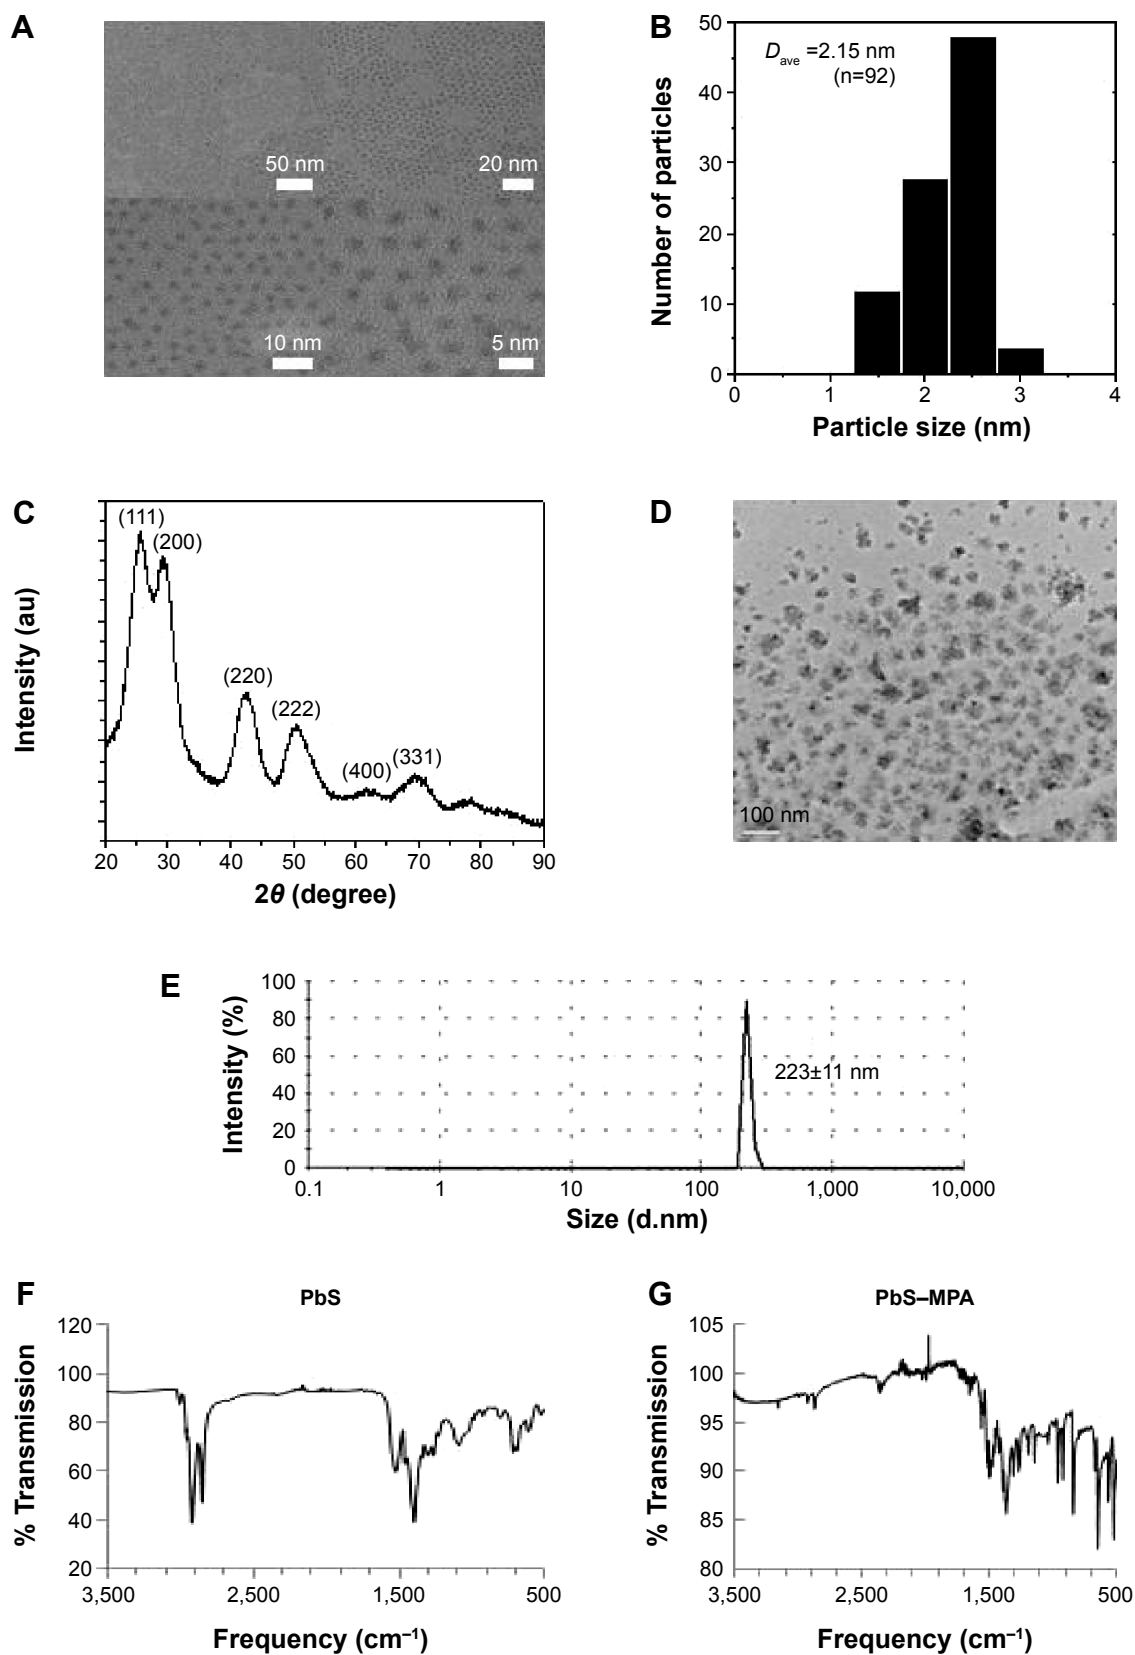 A
50 nm
20 nm
10 nm
5 nm
B
50
40
30
20
10
0
Number of particles
Dave =2.15 nm
(n=92)
0 1 2 3 4
Particle size (nm)
C
Intensity (au)
(111)
(200)
(220)
(222)
(400)
(331)
20 30 40 50 60 70 80 90
2θ (degree)
D
100 nm
E
Intensity (%)
100
80
60
40
20
0
223±11 nm
0.1 1 10 100 1,000 10,000
Size (d.nm)
F
PbS
% Transmission
120
100
80
60
40
20
3,500 2,500 1,500 500
Frequency (cm–1)
G
PbS–MPA
% Transmission
105
100
95
90
85
80
3,500 2,500 1,500 500
Frequency (cm–1)